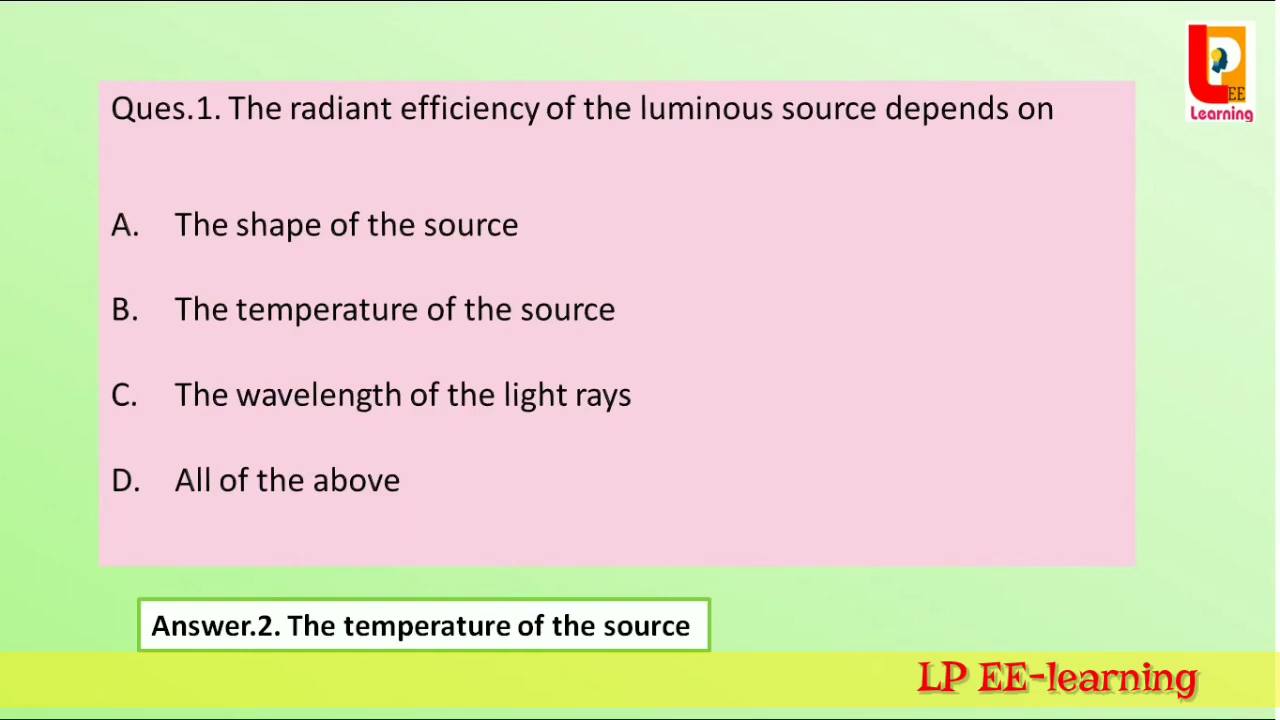 Ques.1. The radiant efficiency of the luminous source depends on
A. The shape of the source
B. The temperature of the source
C. The wavelength of the light rays
D. All of the above
Answer.2. The temperature of the source
LP EE-learning
LP
EE
Learning